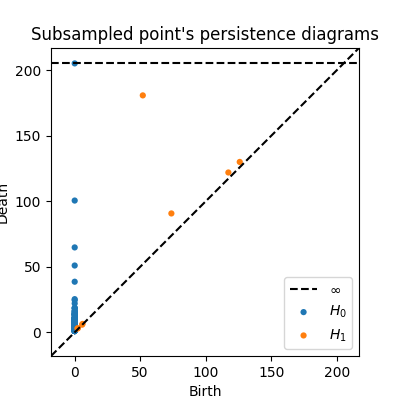 Subsampled point's persistence diagrams
200
150
100
50
0
Death
∞
H₀
H₁
0 50 100 150 200
Birth